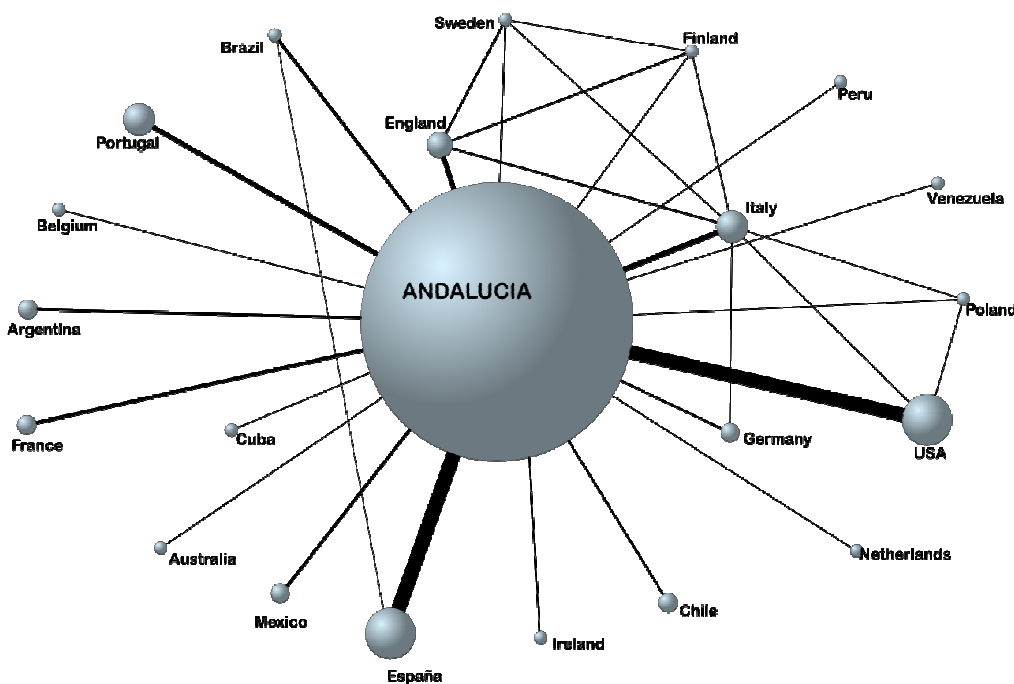 Sweden
Finland
Brazil
Peru
England
Portugal
Italy
Venezuela
Belgium
ANDALUCIA
Poland
Argentina
France
Cuba
Germany
USA
Australia
Netherlands
Mexico
Chile
Ireland
España